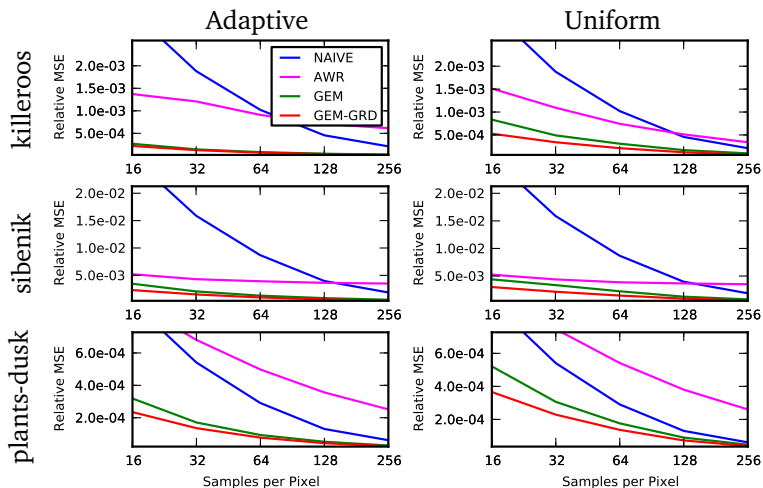 Adaptive
Uniform
killeroos
Relative MSE
2.0e-03
1.5e-03
1.0e-03
5.0e-04
NAIVE
AWR
GEM
GEM-GRD
16 32 64 128 256
Relative MSE
2.0e-03
1.5e-03
1.0e-03
5.0e-04
16 32 64 128 256
sibenik
Relative MSE
2.0e-02
1.5e-02
1.0e-02
5.0e-03
16 32 64 128 256
Relative MSE
2.0e-02
1.5e-02
1.0e-02
5.0e-03
16 32 64 128 256
plants-dusk
Relative MSE
6.0e-04
4.0e-04
2.0e-04
16 32 64 128 256
Samples per Pixel
Relative MSE
6.0e-04
4.0e-04
2.0e-04
16 32 64 128 256
Samples per Pixel